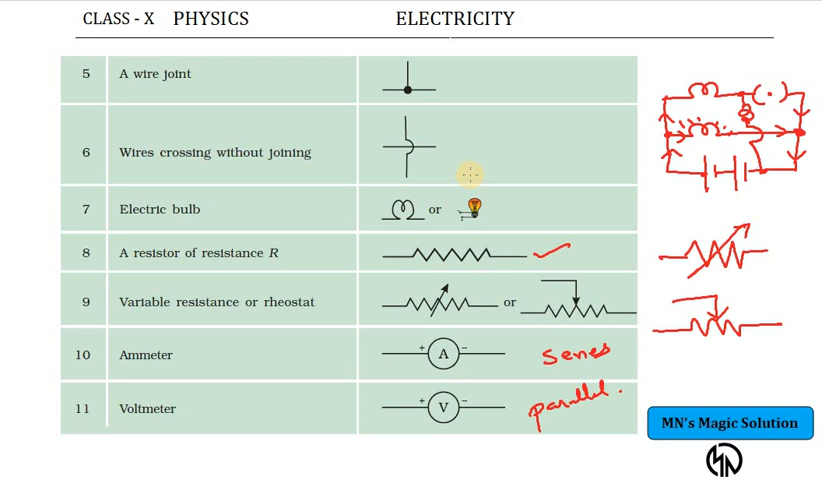 CLASS - X PHYSICS ELECTRICITY
5 A wire joint
6 Wires crossing without joining
7 Electric bulb or
8 A resistor of resistance R
9 Variable resistance or rheostat or
10 Ammeter + A − series
11 Voltmeter + V − parallel.
MN's Magic Solution
MN